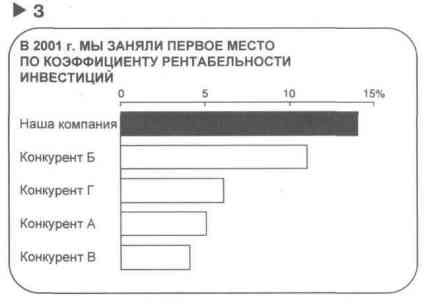 ▶ 3
В 2001 г. МЫ ЗАНЯЛИ ПЕРВОЕ МЕСТО
ПО КОЭФФИЦИЕНТУ РЕНТАБЕЛЬНОСТИ
ИНВЕСТИЦИЙ
0 5 10 15%
Наша компания
Конкурент Б
Конкурент Г
Конкурент А
Конкурент В